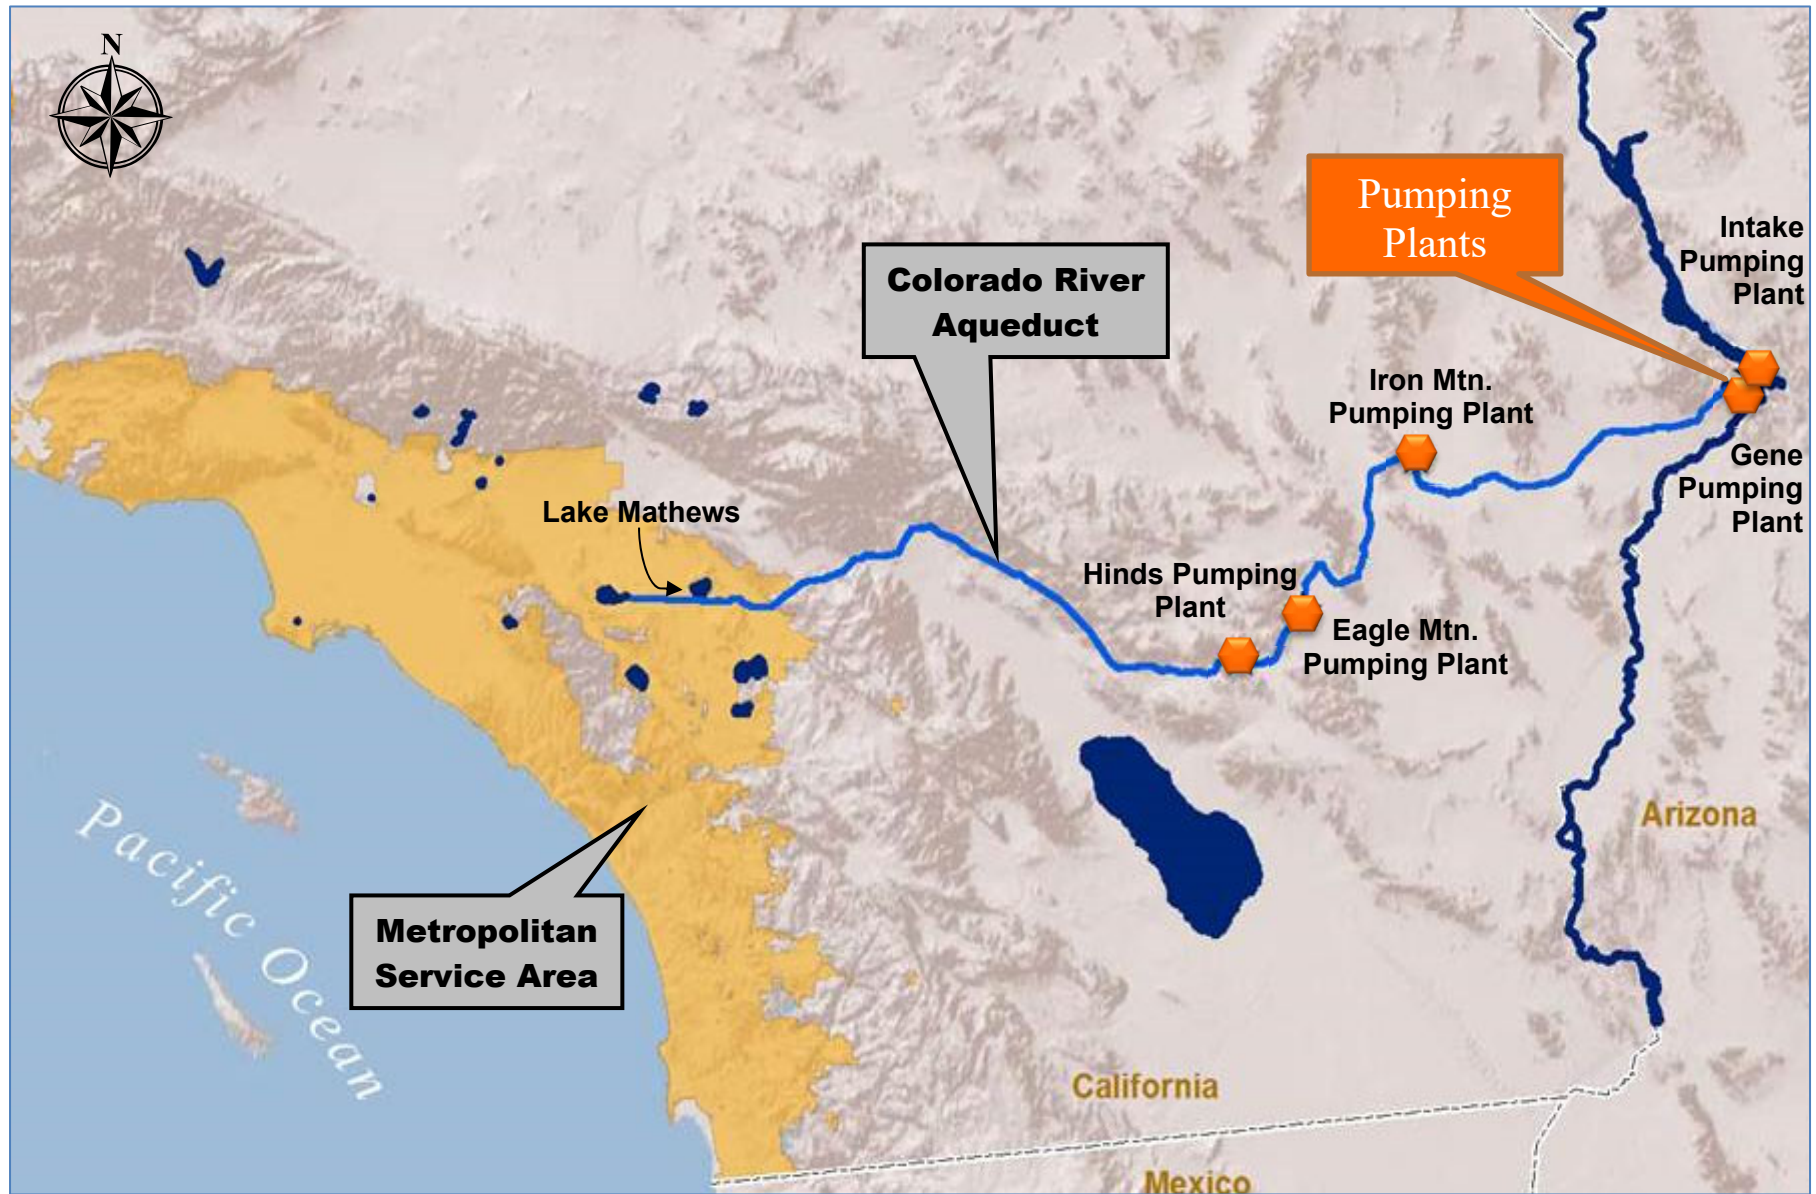 N
Pumping
Plants
Intake
Pumping
Plant
Colorado River
Aqueduct
Iron Mtn.
Pumping Plant
Gene
Pumping
Plant
Lake Mathews
Hinds Pumping
Plant
Eagle Mtn.
Pumping Plant
Arizona
Pacific Ocean
Metropolitan
Service Area
California
Mexico